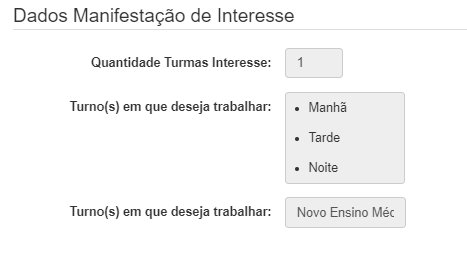 Dados Manifestação de Interesse
Quantidade Turmas Interesse: 1
Turno(s) em que deseja trabalhar:
• Manhã
• Tarde
• Noite
Turno(s) em que deseja trabalhar: Novo Ensino Méc